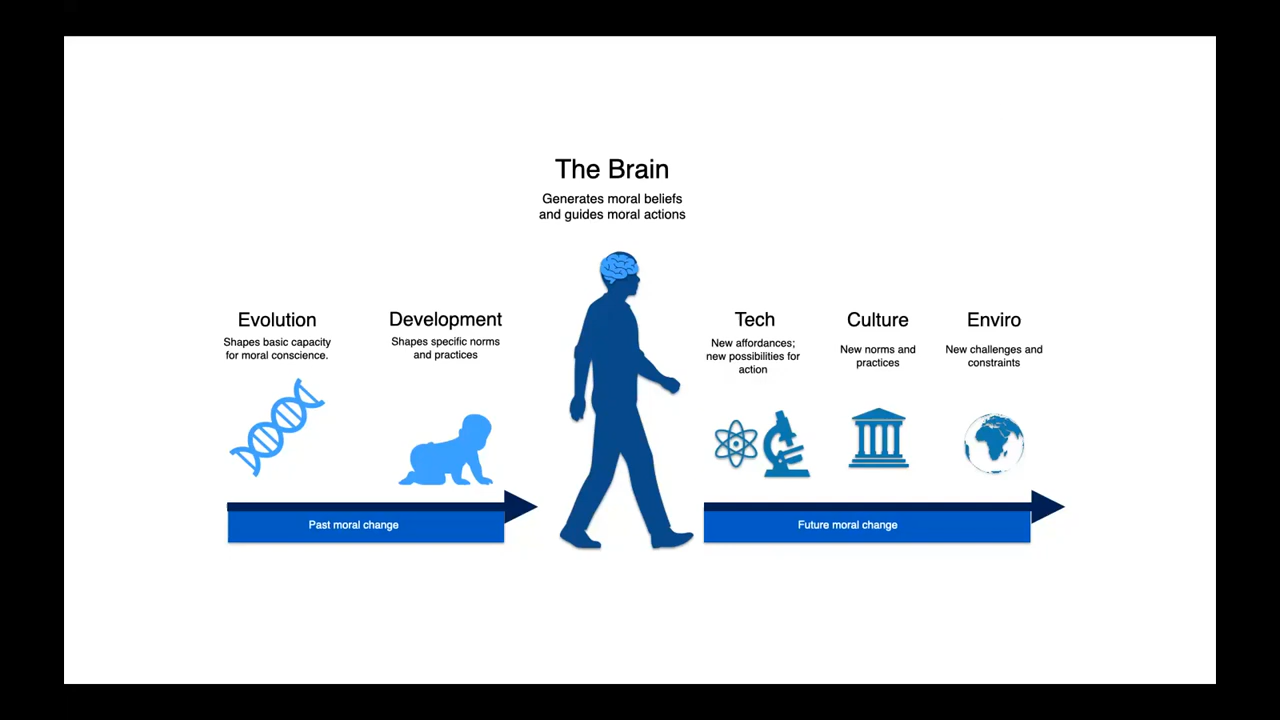 The Brain
Generates moral beliefs
and guides moral actions
Evolution
Shapes basic capacity
for moral conscience.
Development
Shapes specific norms
and practices
Tech
New affordances;
new possibilities for
action
Culture
New norms and
practices
Enviro
New challenges and
constraints
Past moral change
Future moral change